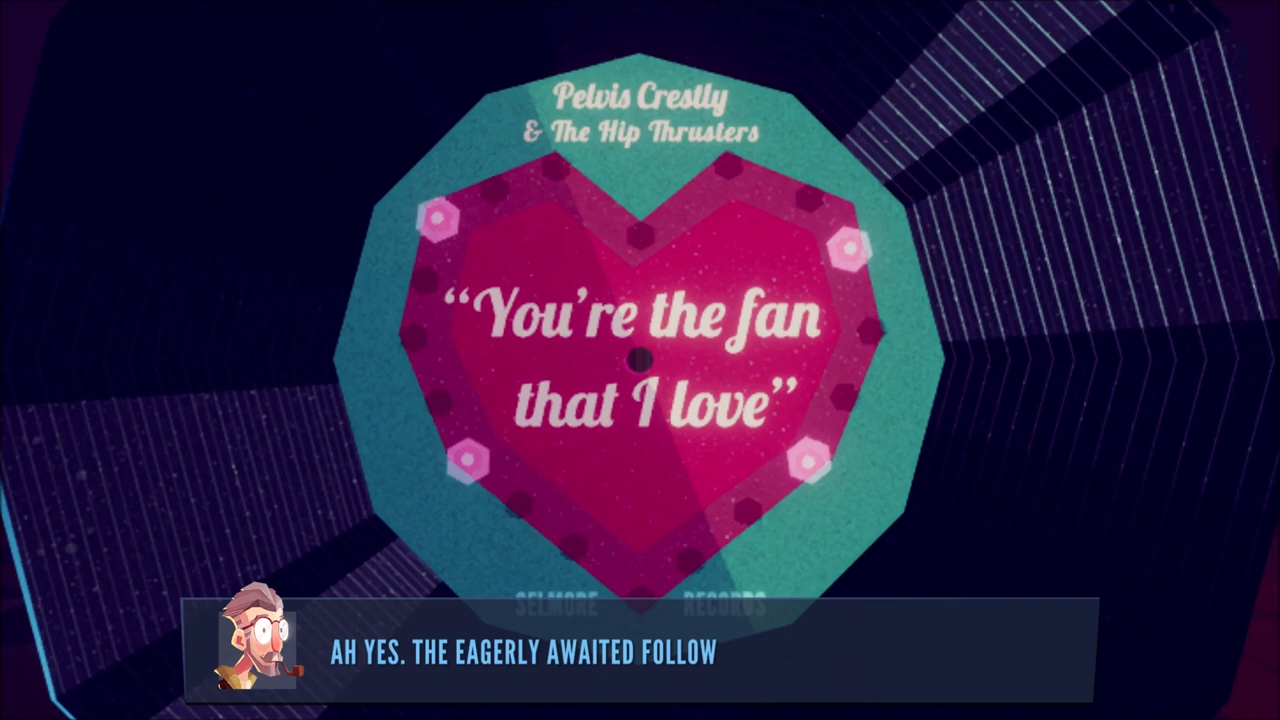 Pelvis Crestly
& The Hip Thrusters
“You’re the fan
that I love”
SELMORE RECORDS
AH YES. THE EAGERLY AWAITED FOLLOW